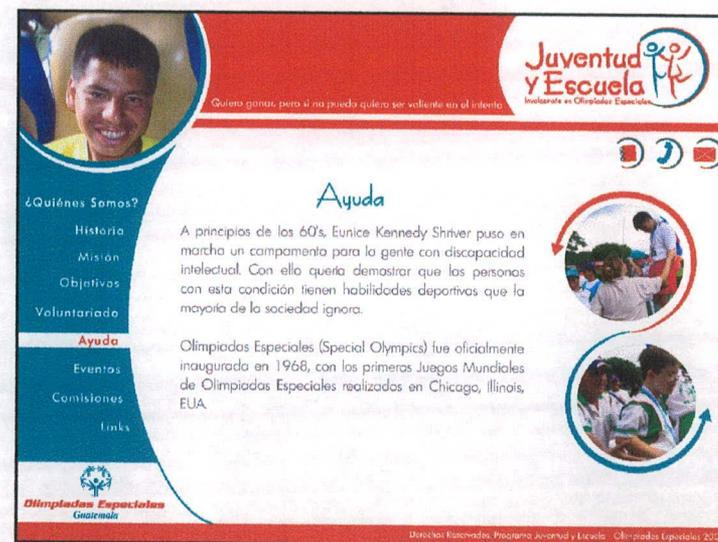 Quiero ganar, pero si no puedo quiero ser valiente en el intento
Juventud
y Escuela
Involúcrate en Olimpiadas Especiales
¿Quiénes Somos?
Historia
Misión
Objetivos
Voluntariado
Ayuda
Eventos
Comisiones
Links
Olimpiadas Especiales
Guatemala
Ayuda
A principios de los 60's, Eunice Kennedy Shriver puso en
marcha un campamento para la gente con discapacidad
intelectual. Con ello quería demostrar que las personas
con esta condición tienen habilidades deportivas que la
mayoría de la sociedad ignora.
Olimpiadas Especiales (Special Olympics) fue oficialmente
inaugurada en 1968, con los primeros Juegos Mundiales
de Olimpiadas Especiales realizados en Chicago, Illinois,
EUA.
Derechos Reservados. Programa Juventud y Escuela - Olimpiadas Especiales